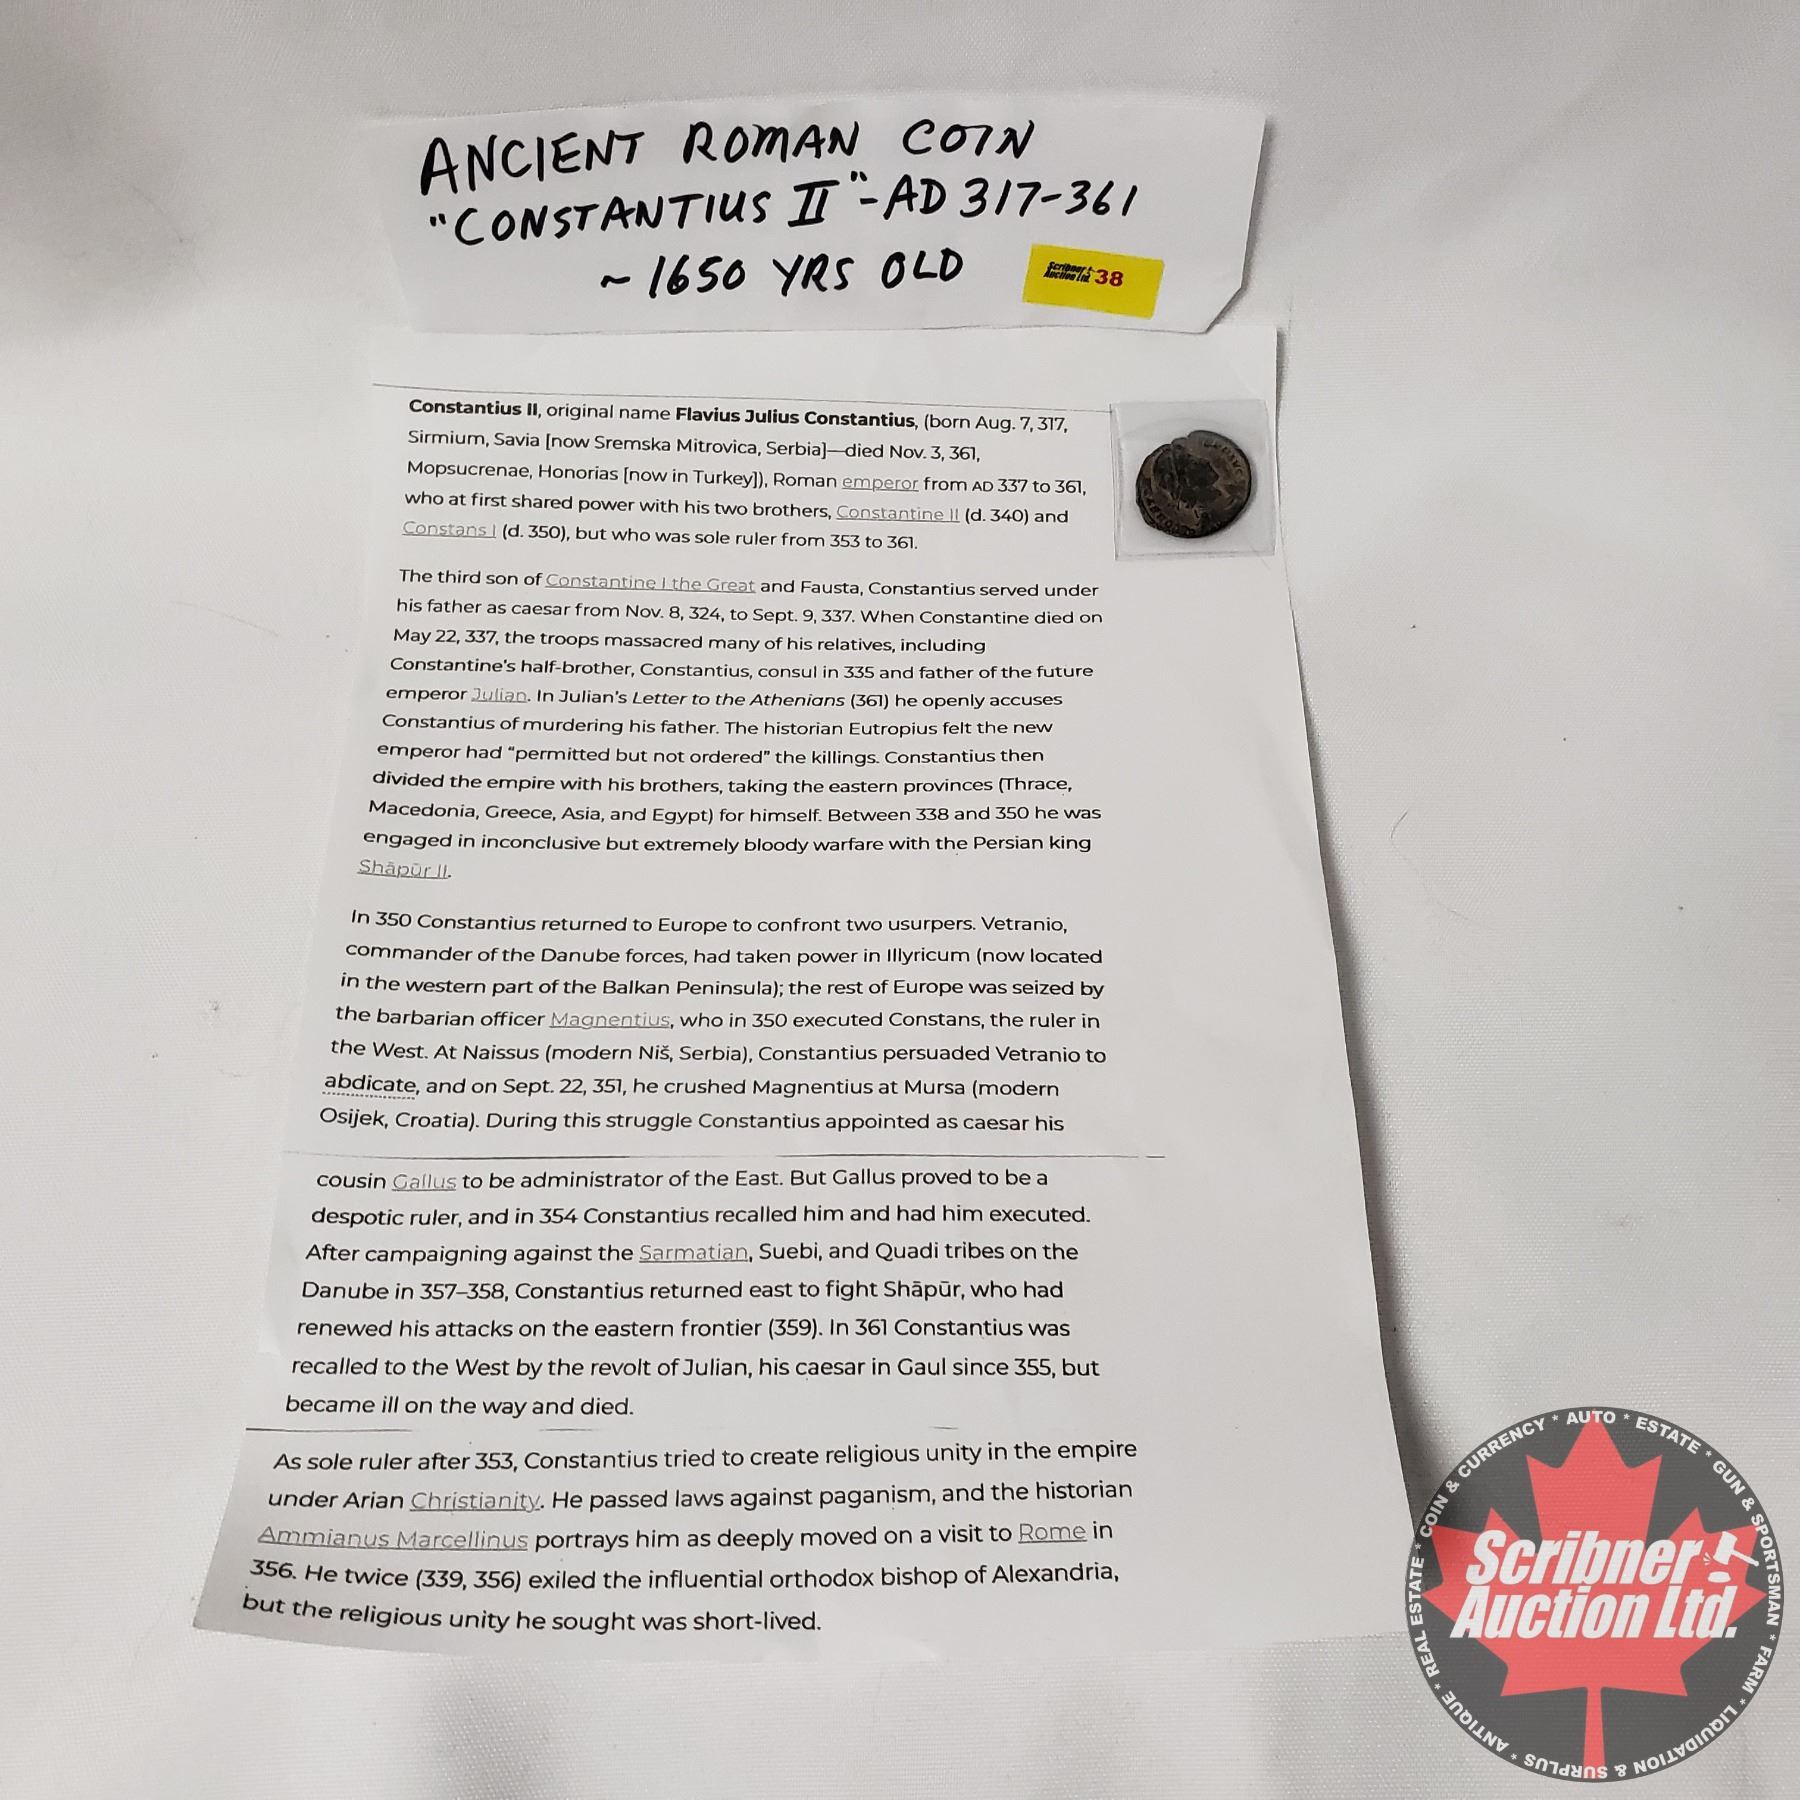 ANCIENT ROMAN COIN
"CONSTANTIUS II"-AD 317-361
~1650 YRS OLD
Scribner Auction Ltd. 38
Constantius II, original name Flavius Julius Constantius, (born Aug. 7, 317,
Sirmium, Savia [now Sremska Mitrovica, Serbia]—died Nov. 3, 361,
Mopsucrenae, Honorias [now in Turkey]), Roman emperor from AD 337 to 361,
who at first shared power with his two brothers, Constantine II (d. 340) and
Constans I (d. 350), but who was sole ruler from 353 to 361.
The third son of Constantine I the Great and Fausta, Constantius served under
his father as caesar from Nov. 8, 324, to Sept. 9, 337. When Constantine died on
May 22, 337, the troops massacred many of his relatives, including
Constantine's half-brother, Constantius, consul in 335 and father of the future
emperor Julian. In Julian's Letter to the Athenians (361) he openly accuses
Constantius of murdering his father. The historian Eutropius felt the new
emperor had "permitted but not ordered" the killings. Constantius then
divided the empire with his brothers, taking the eastern provinces (Thrace,
Macedonia, Greece, Asia, and Egypt) for himself. Between 338 and 350 he was
engaged in inconclusive but extremely bloody warfare with the Persian king
Shāpūr II.
In 350 Constantius returned to Europe to confront two usurpers. Vetranio,
commander of the Danube forces, had taken power in Illyricum (now located
in the western part of the Balkan Peninsula); the rest of Europe was seized by
the barbarian officer Magnentius, who in 350 executed Constans, the ruler in
the West. At Naissus (modern Niš, Serbia), Constantius persuaded Vetranio to
abdicate, and on Sept. 22, 351, he crushed Magnentius at Mursa (modern
Osijek, Croatia). During this struggle Constantius appointed as caesar his
cousin Gallus to be administrator of the East. But Gallus proved to be a
despotic ruler, and in 354 Constantius recalled him and had him executed.
After campaigning against the Sarmatian, Suebi, and Quadi tribes on the
Danube in 357–358, Constantius returned east to fight Shāpūr, who had
renewed his attacks on the eastern frontier (359). In 361 Constantius was
recalled to the West by the revolt of Julian, his caesar in Gaul since 355, but
became ill on the way and died.
As sole ruler after 353, Constantius tried to create religious unity in the empire
under Arian Christianity. He passed laws against paganism, and the historian
Ammianus Marcellinus portrays him as deeply moved on a visit to Rome in
356. He twice (339, 356) exiled the influential orthodox bishop of Alexandria,
but the religious unity he sought was short-lived.
Scribner
Auction Ltd.
REAL ESTATE * COIN & CURRENCY * AUTO * ESTATE * GUN & SPORTSMAN * FARM * LIQUIDATION & SURPLUS * ANTIQUE *